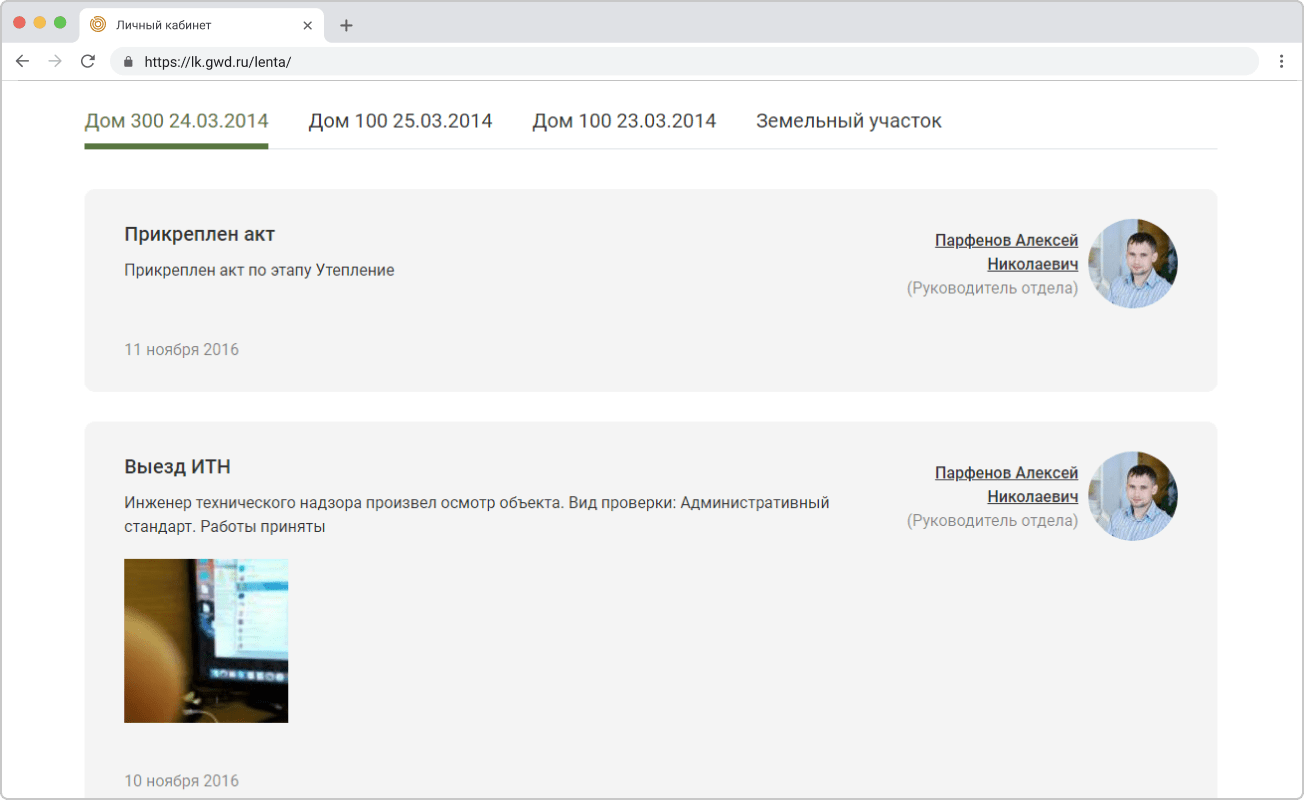 Личный кабинет
https://lk.gwd.ru/lenta/
Дом 300 24.03.2014
Дом 100 25.03.2014
Дом 100 23.03.2014
Земельный участок
Прикреплен акт
Прикреплен акт по этапу Утепление
Парфенов Алексей
Николаевич
(Руководитель отдела)
11 ноября 2016
Выезд ИТН
Инженер технического надзора произвел осмотр объекта. Вид проверки: Административный
стандарт. Работы приняты
Парфенов Алексей
Николаевич
(Руководитель отдела)
10 ноября 2016